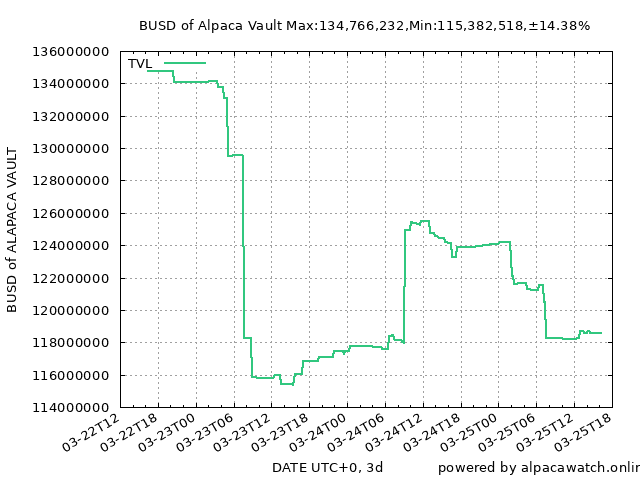 BUSD of Alpaca Vault Max:134,766,232,Min:115,382,518,±14.38%
136000000
134000000
132000000
130000000
128000000
126000000
124000000
122000000
120000000
118000000
116000000
114000000
TVL
BUSD of ALAPACA VAULT
03-22T12
03-22T18
03-23T00
03-23T06
03-23T12
03-23T18
03-24T00
03-24T06
03-24T12
03-24T18
03-25T00
03-25T06
03-25T12
03-25T18
DATE UTC+0, 3d
powered by alpacawatch.onlin